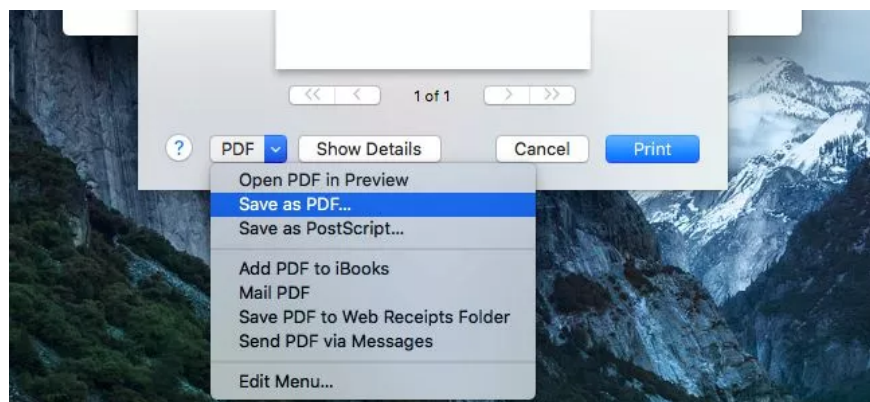 << < 1 of 1 > >>
? PDF Show Details Cancel Print
Open PDF in Preview
Save as PDF...
Save as PostScript...
Add PDF to iBooks
Mail PDF
Save PDF to Web Receipts Folder
Send PDF via Messages
Edit Menu...